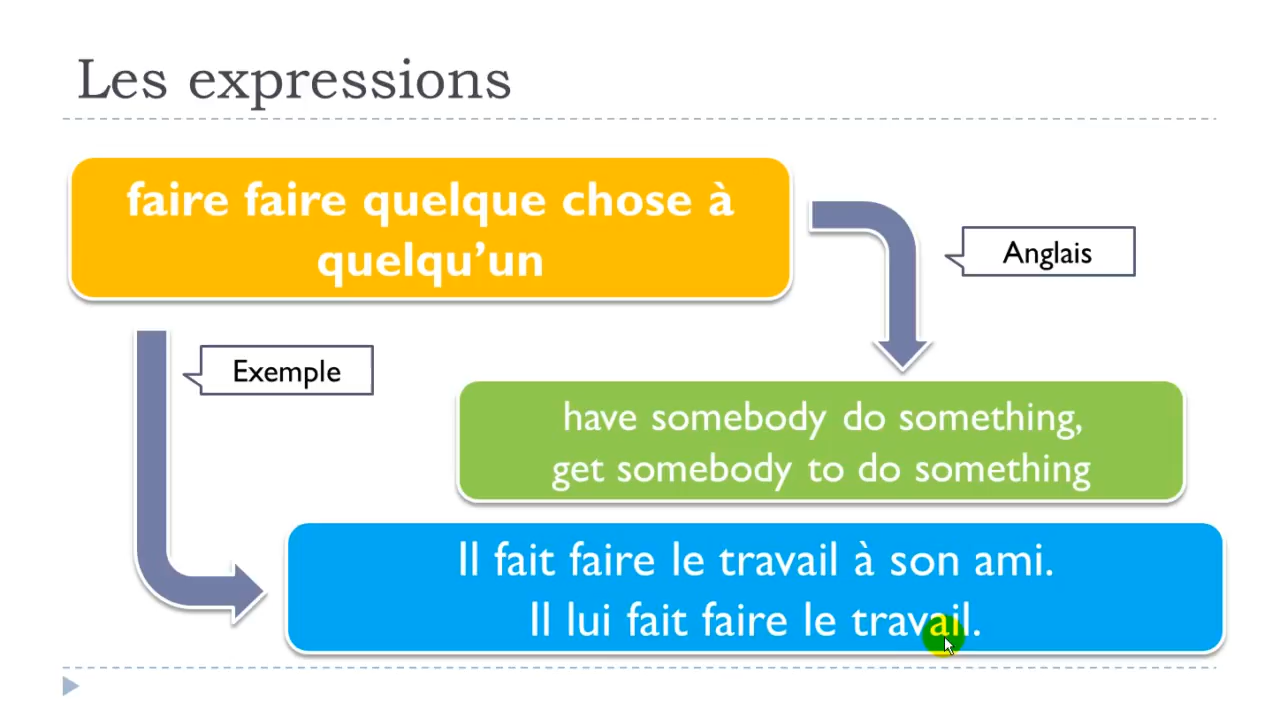 Les expressions
faire faire quelque chose à
quelqu’un
Anglais
Exemple
have somebody do something,
get somebody to do something
Il fait faire le travail à son ami.
Il lui fait faire le travail.